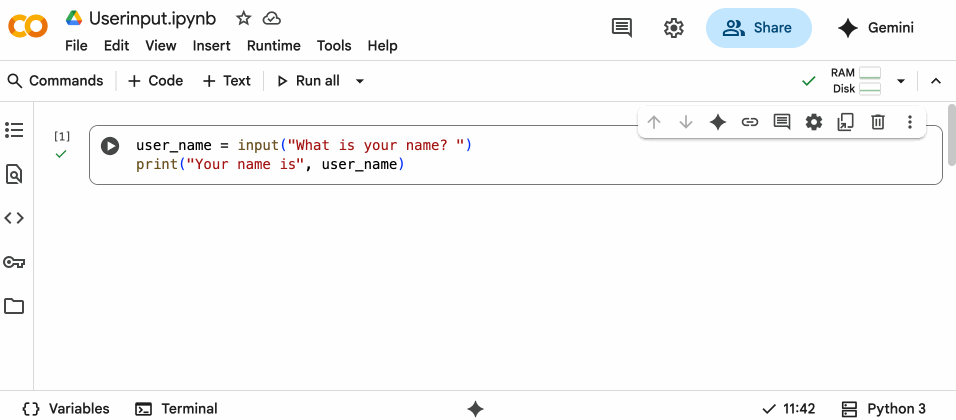 Userinput.ipynb
File Edit View Insert Runtime Tools Help
Share
Gemini
Commands + Code + Text Run all
RAM
Disk
[1]
user_name = input("What is your name? ")
print("Your name is", user_name)
Variables Terminal 11:42 Python 3